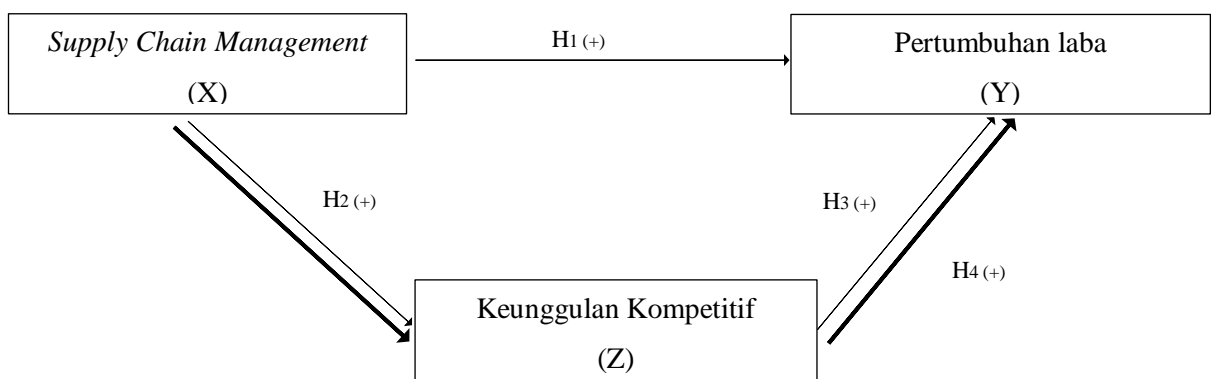 Supply Chain Management
(X)
H1 (+)
Pertumbuhan laba
(Y)
H2 (+)
H3 (+)
H4 (+)
Keunggulan Kompetitif
(Z)